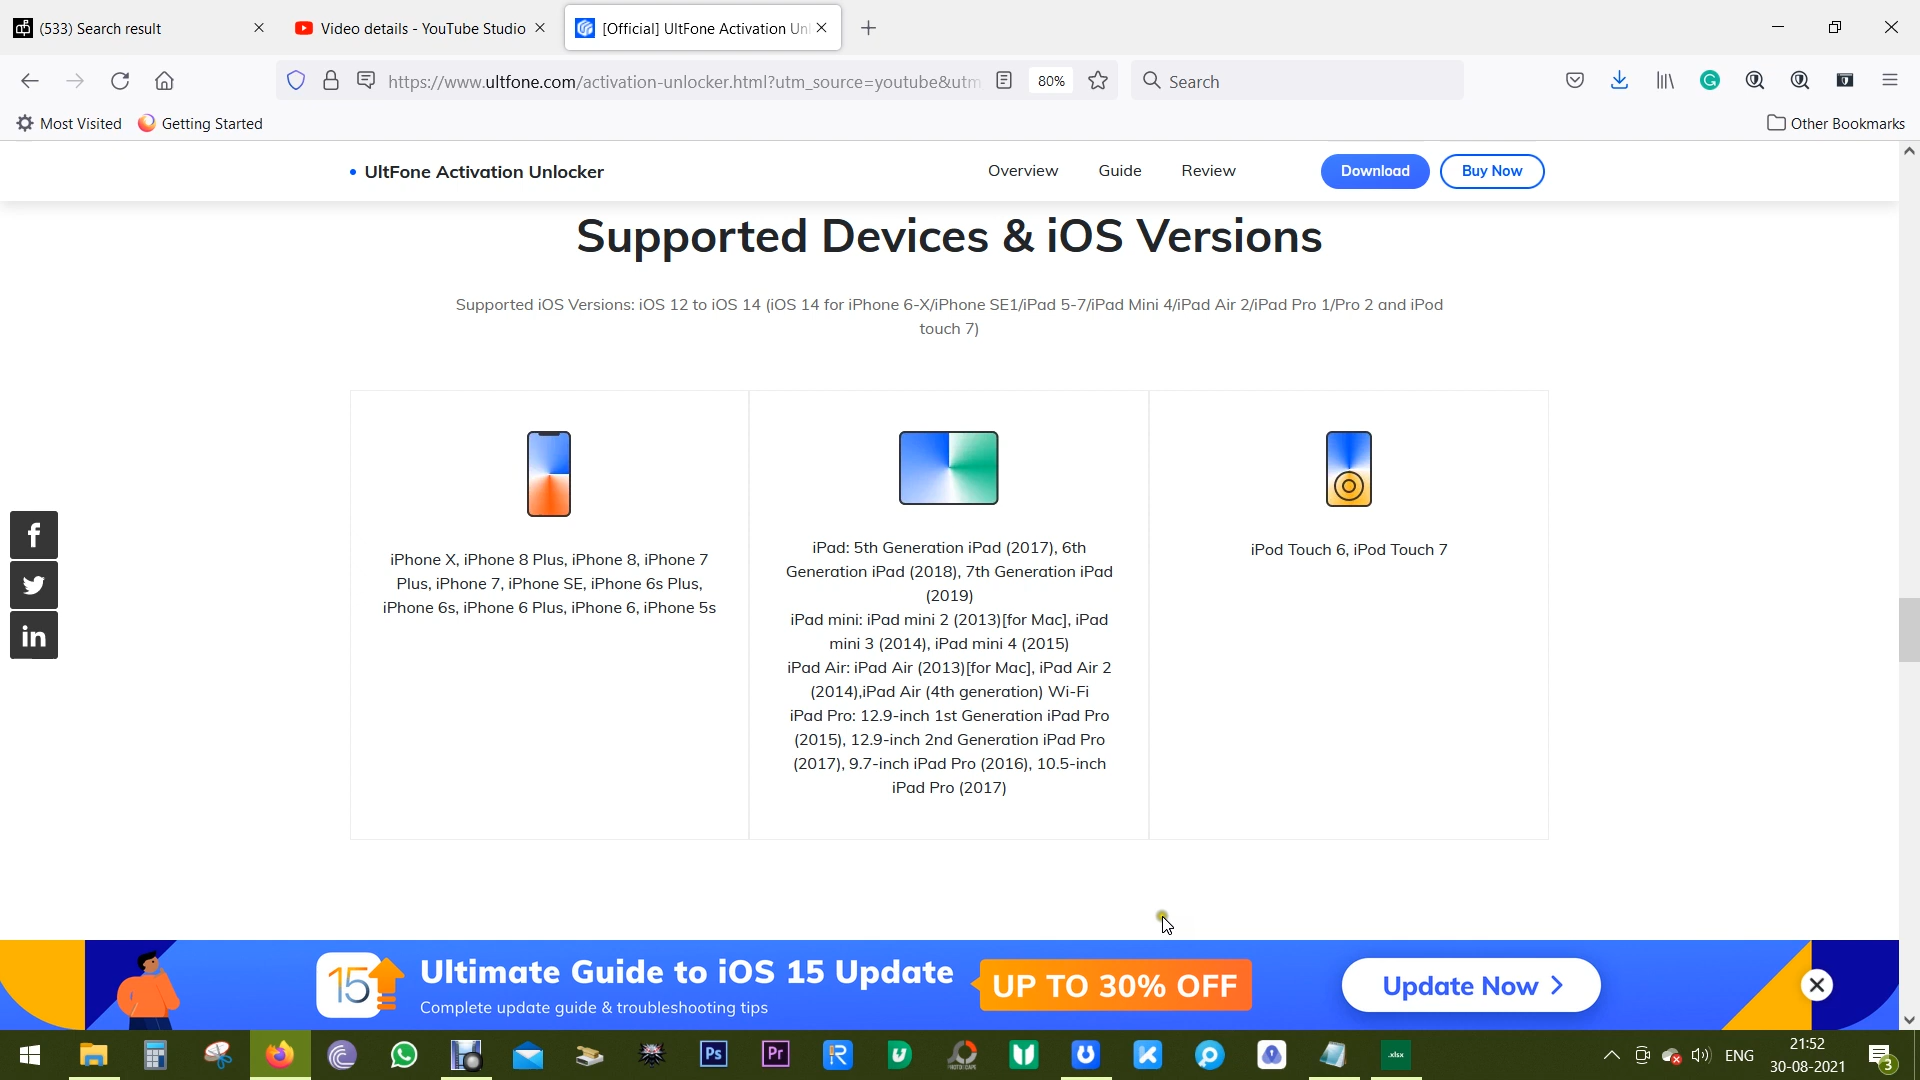 (533) Search result
Video details - YouTube Studio
[Official] UltFone Activation Unl
https://www.ultfone.com/activation-unlocker.html?utm_source=youtube&utm
80%
Search
Most Visited
Getting Started
Other Bookmarks
UltFone Activation Unlocker
Overview
Guide
Review
Download
Buy Now
Supported Devices & iOS Versions
Supported iOS Versions: iOS 12 to iOS 14 (iOS 14 for iPhone 6-X/iPhone SE1/iPad 5-7/iPad Mini 4/iPad Air 2/iPad Pro 1/Pro 2 and iPod
touch 7)
iPhone X, iPhone 8 Plus, iPhone 8, iPhone 7
Plus, iPhone 7, iPhone SE, iPhone 6s Plus,
iPhone 6s, iPhone 6 Plus, iPhone 6, iPhone 5s
iPad: 5th Generation iPad (2017), 6th
Generation iPad (2018), 7th Generation iPad
(2019)
iPad mini: iPad mini 2 (2013)[for Mac], iPad
mini 3 (2014), iPad mini 4 (2015)
iPad Air: iPad Air (2013)[for Mac], iPad Air 2
(2014),iPad Air (4th generation) Wi-Fi
iPad Pro: 12.9-inch 1st Generation iPad Pro
(2015), 12.9-inch 2nd Generation iPad Pro
(2017), 9.7-inch iPad Pro (2016), 10.5-inch
iPad Pro (2017)
iPod Touch 6, iPod Touch 7
f
in
15
Ultimate Guide to iOS 15 Update
Complete update guide & troubleshooting tips
UP TO 30% OFF
Update Now
Ps
Pr
.xlsx
ENG
21:52
30-08-2021
3